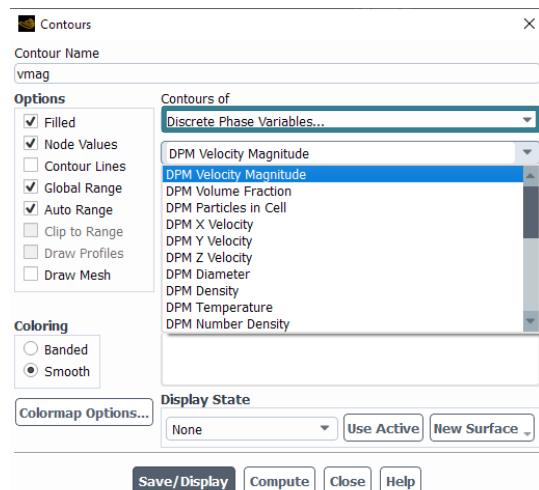 Contours
Contour Name
vmag
Options
Filled
Node Values
Contour Lines
Global Range
Auto Range
Clip to Range
Draw Profiles
Draw Mesh
Coloring
Banded
Smooth
Colormap Options...
Contours of
Discrete Phase Variables...
DPM Velocity Magnitude
DPM Velocity Magnitude
DPM Volume Fraction
DPM Particles in Cell
DPM X Velocity
DPM Y Velocity
DPM Z Velocity
DPM Diameter
DPM Density
DPM Temperature
DPM Number Density
Display State
None
Use Active
New Surface
Save/Display
Compute
Close
Help